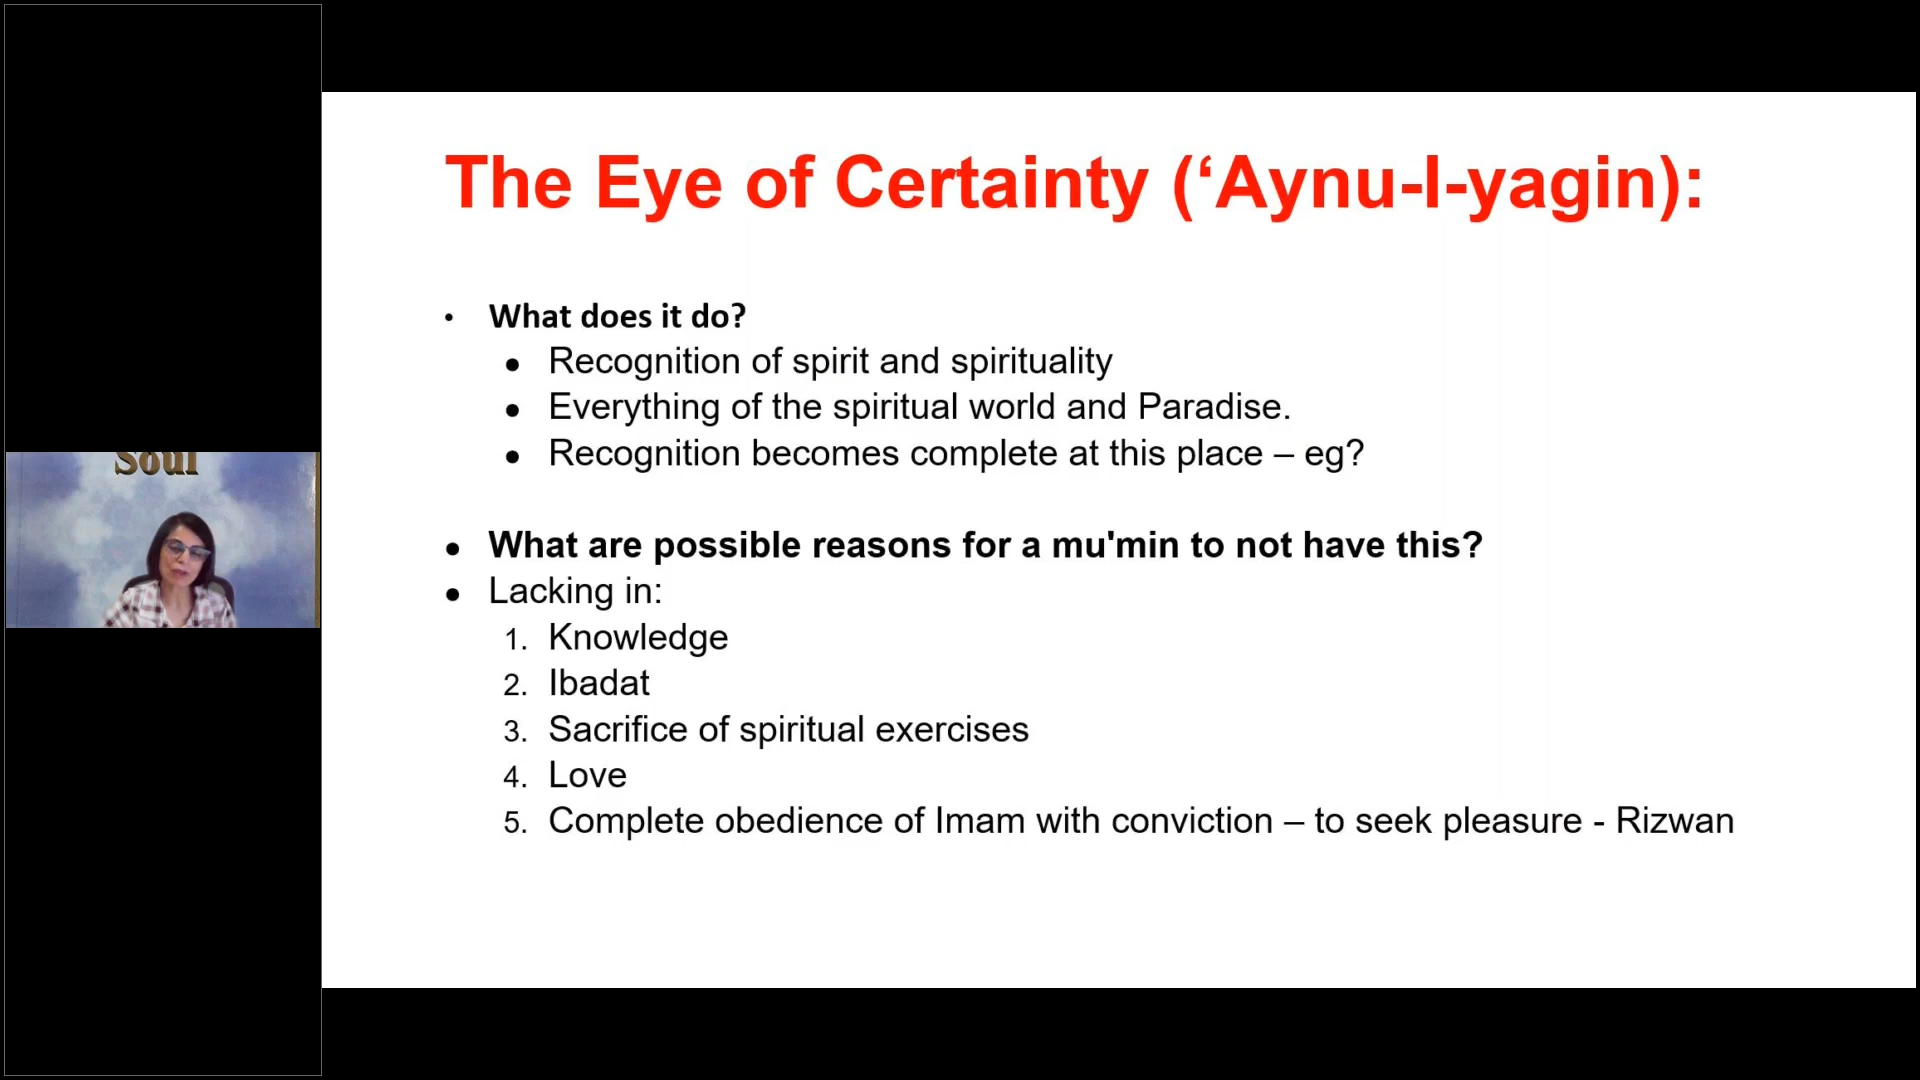 Soul
The Eye of Certainty (‘Aynu-l-yagin):
• What does it do?
● Recognition of spirit and spirituality
● Everything of the spiritual world and Paradise.
● Recognition becomes complete at this place – eg?
● What are possible reasons for a mu'min to not have this?
● Lacking in:
1. Knowledge
2. Ibadat
3. Sacrifice of spiritual exercises
4. Love
5. Complete obedience of Imam with conviction – to seek pleasure - Rizwan